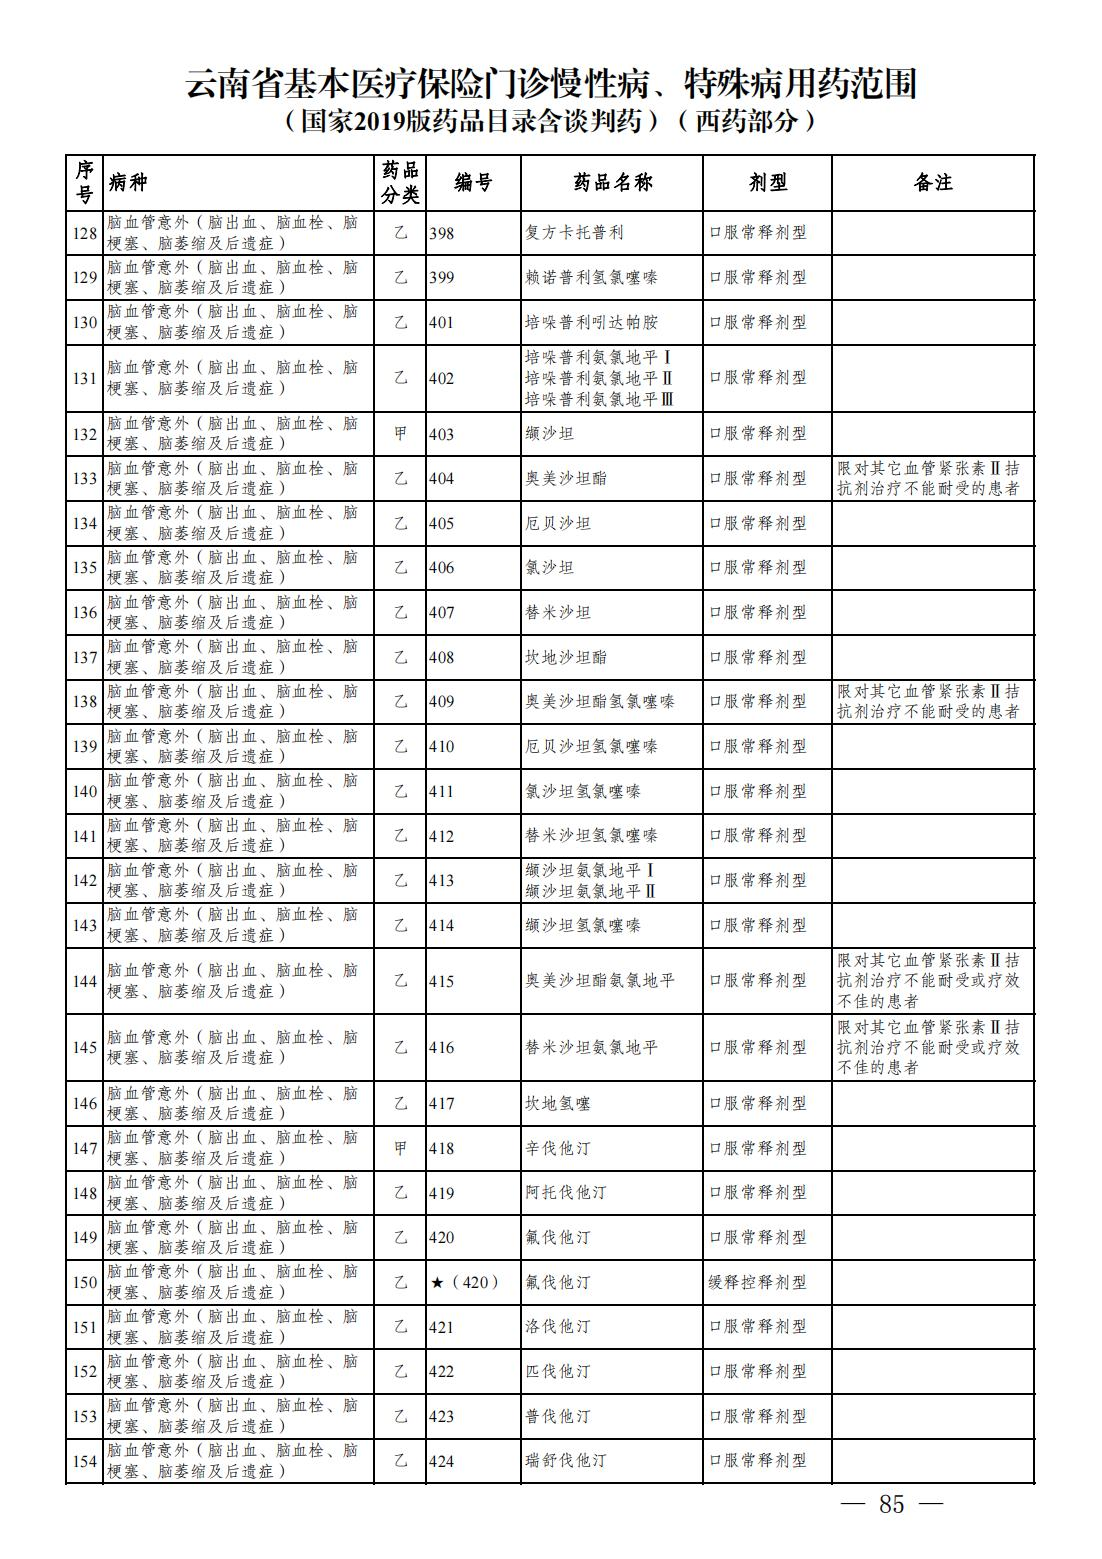 云南省基本医疗保险门诊慢性病、特殊病用药范围
（国家2019版药品目录含谈判药）（西药部分）
序号 病种 药品分类 编号 药品名称 剂型 备注
128 脑血管意外（脑出血、脑血栓、脑梗塞、脑萎缩及后遗症） 乙 398 复方卡托普利 口服常释剂型
129 脑血管意外（脑出血、脑血栓、脑梗塞、脑萎缩及后遗症） 乙 399 赖诺普利氢氯噻嗪 口服常释剂型
130 脑血管意外（脑出血、脑血栓、脑梗塞、脑萎缩及后遗症） 乙 401 培哚普利吲达帕胺 口服常释剂型
131 脑血管意外（脑出血、脑血栓、脑梗塞、脑萎缩及后遗症） 乙 402 培哚普利氨氯地平Ⅰ 培哚普利氨氯地平Ⅱ 培哚普利氨氯地平Ⅲ 口服常释剂型
132 脑血管意外（脑出血、脑血栓、脑梗塞、脑萎缩及后遗症） 甲 403 缬沙坦 口服常释剂型
133 脑血管意外（脑出血、脑血栓、脑梗塞、脑萎缩及后遗症） 乙 404 奥美沙坦酯 口服常释剂型 限对其它血管紧张素Ⅱ拮抗剂治疗不能耐受的患者
134 脑血管意外（脑出血、脑血栓、脑梗塞、脑萎缩及后遗症） 乙 405 厄贝沙坦 口服常释剂型
135 脑血管意外（脑出血、脑血栓、脑梗塞、脑萎缩及后遗症） 乙 406 氯沙坦 口服常释剂型
136 脑血管意外（脑出血、脑血栓、脑梗塞、脑萎缩及后遗症） 乙 407 替米沙坦 口服常释剂型
137 脑血管意外（脑出血、脑血栓、脑梗塞、脑萎缩及后遗症） 乙 408 坎地沙坦酯 口服常释剂型
138 脑血管意外（脑出血、脑血栓、脑梗塞、脑萎缩及后遗症） 乙 409 奥美沙坦酯氢氯噻嗪 口服常释剂型 限对其它血管紧张素Ⅱ拮抗剂治疗不能耐受的患者
139 脑血管意外（脑出血、脑血栓、脑梗塞、脑萎缩及后遗症） 乙 410 厄贝沙坦氢氯噻嗪 口服常释剂型
140 脑血管意外（脑出血、脑血栓、脑梗塞、脑萎缩及后遗症） 乙 411 氯沙坦氢氯噻嗪 口服常释剂型
141 脑血管意外（脑出血、脑血栓、脑梗塞、脑萎缩及后遗症） 乙 412 替米沙坦氢氯噻嗪 口服常释剂型
142 脑血管意外（脑出血、脑血栓、脑梗塞、脑萎缩及后遗症） 乙 413 缬沙坦氨氯地平Ⅰ 缬沙坦氨氯地平Ⅱ 口服常释剂型
143 脑血管意外（脑出血、脑血栓、脑梗塞、脑萎缩及后遗症） 乙 414 缬沙坦氢氯噻嗪 口服常释剂型
144 脑血管意外（脑出血、脑血栓、脑梗塞、脑萎缩及后遗症） 乙 415 奥美沙坦酯氨氯地平 口服常释剂型 限对其它血管紧张素Ⅱ拮抗剂治疗不能耐受或疗效不佳的患者
145 脑血管意外（脑出血、脑血栓、脑梗塞、脑萎缩及后遗症） 乙 416 替米沙坦氨氯地平 口服常释剂型 限对其它血管紧张素Ⅱ拮抗剂治疗不能耐受或疗效不佳的患者
146 脑血管意外（脑出血、脑血栓、脑梗塞、脑萎缩及后遗症） 乙 417 坎地氢噻 口服常释剂型
147 脑血管意外（脑出血、脑血栓、脑梗塞、脑萎缩及后遗症） 甲 418 辛伐他汀 口服常释剂型
148 脑血管意外（脑出血、脑血栓、脑梗塞、脑萎缩及后遗症） 乙 419 阿托伐他汀 口服常释剂型
149 脑血管意外（脑出血、脑血栓、脑梗塞、脑萎缩及后遗症） 乙 420 氟伐他汀 口服常释剂型
150 脑血管意外（脑出血、脑血栓、脑梗塞、脑萎缩及后遗症） 乙 ★（420） 氟伐他汀 缓释控释剂型
151 脑血管意外（脑出血、脑血栓、脑梗塞、脑萎缩及后遗症） 乙 421 洛伐他汀 口服常释剂型
152 脑血管意外（脑出血、脑血栓、脑梗塞、脑萎缩及后遗症） 乙 422 匹伐他汀 口服常释剂型
153 脑血管意外（脑出血、脑血栓、脑梗塞、脑萎缩及后遗症） 乙 423 普伐他汀 口服常释剂型
154 脑血管意外（脑出血、脑血栓、脑梗塞、脑萎缩及后遗症） 乙 424 瑞舒伐他汀 口服常释剂型
— 85 —